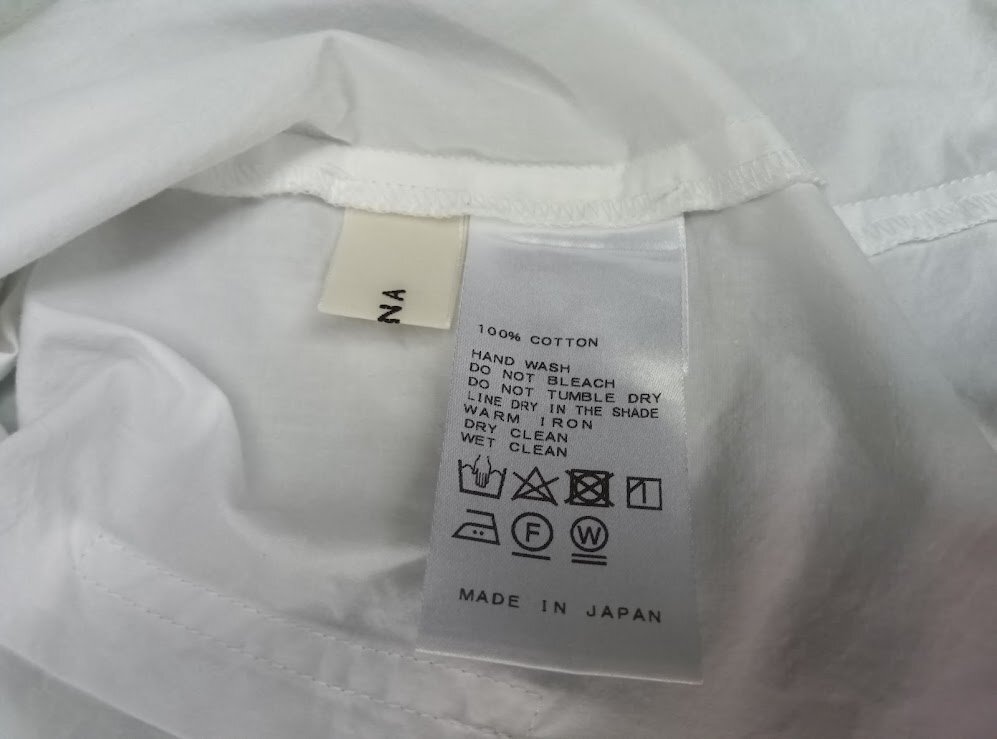 NA
100% COTTON
HAND WASH
DO NOT BLEACH
DO NOT TUMBLE DRY
LINE DRY IN THE SHADE
WARM IRON
DRY CLEAN
WET CLEAN
F W
MADE IN JAPAN